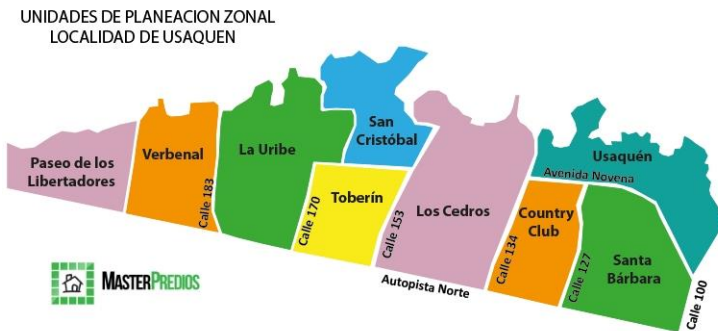 UNIDADES DE PLANEACION ZONAL
LOCALIDAD DE USAQUEN
Paseo de los
Libertadores
Verbenal
Calle 183
La Uribe
San
Cristóbal
Calle 170
Toberín
Calle 153
Los Cedros
Usaquén
Avenida Novena
Country
Club
Calle 134
Calle 127
Santa
Bárbara
Calle 100
Autopista Norte
MASTERPREDIOS